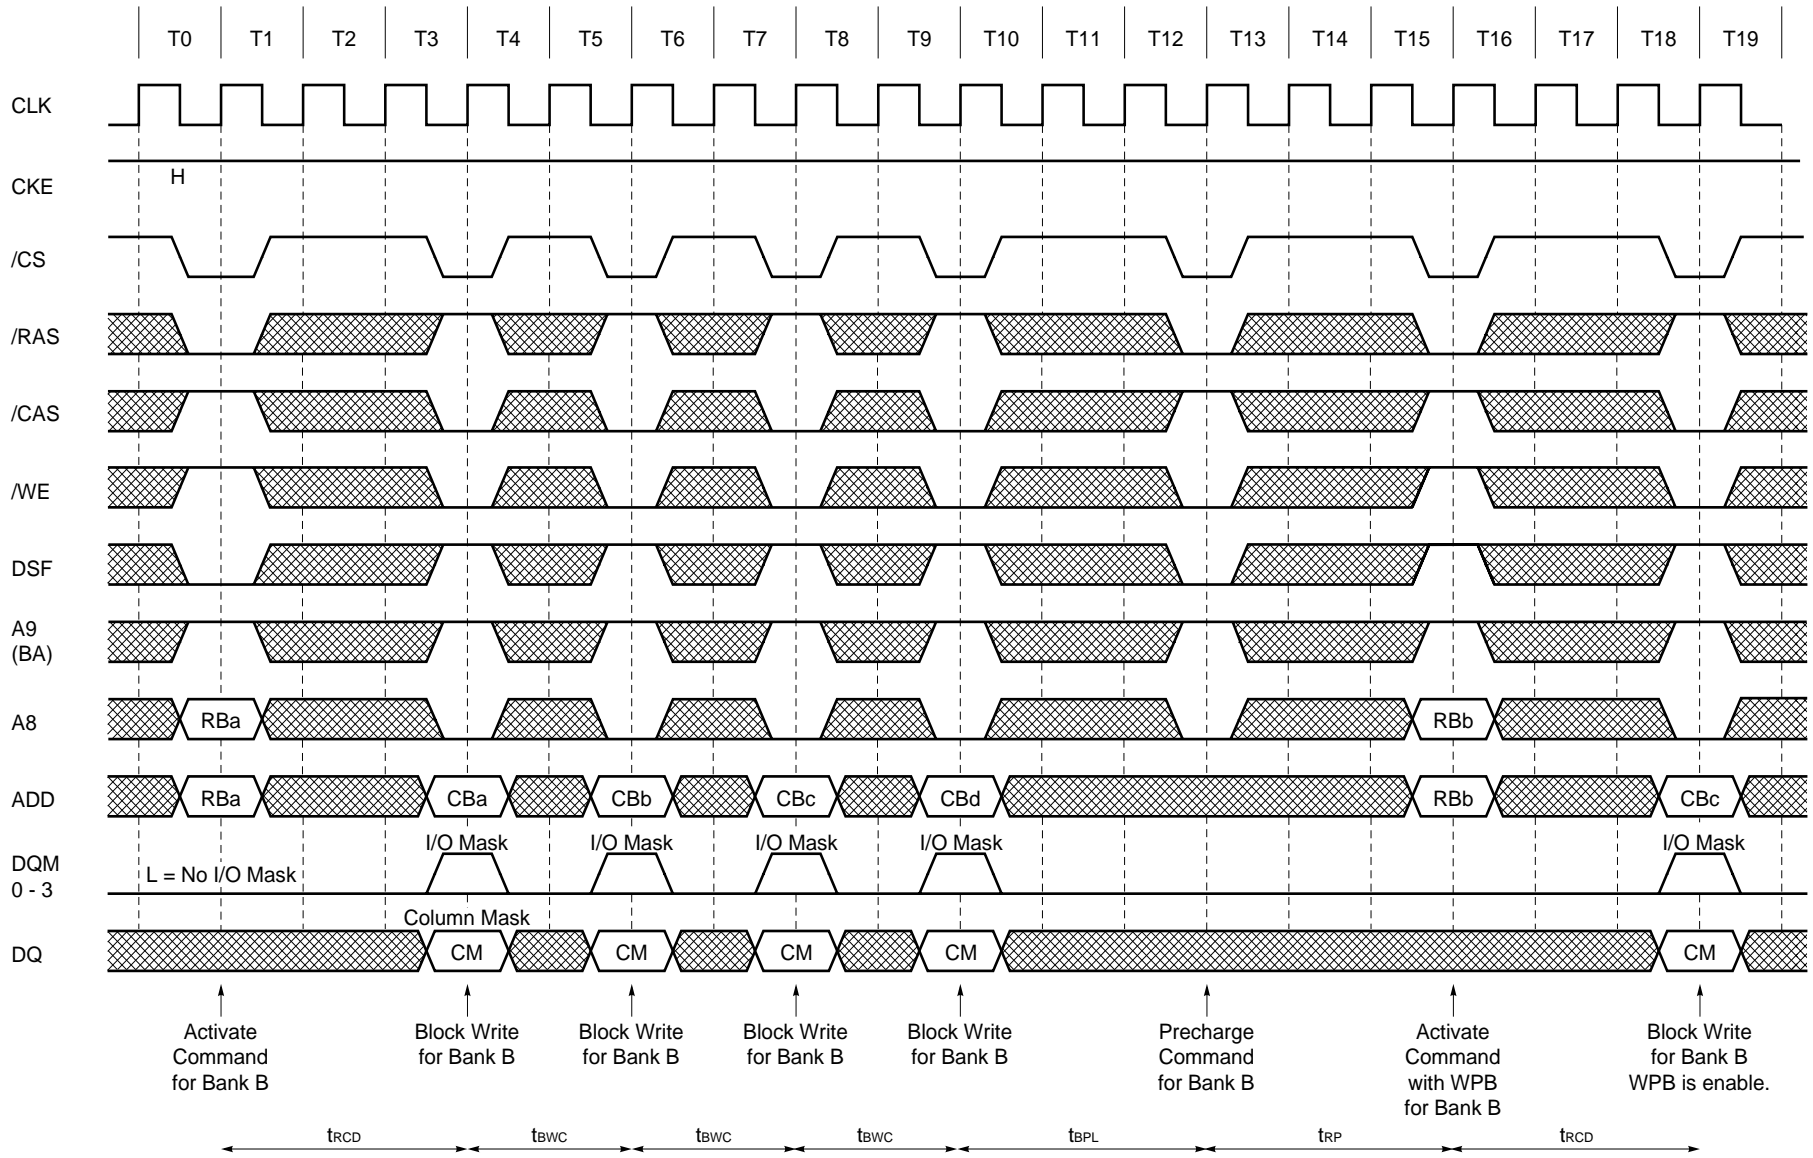 T0 T1 T2 T3 T4 T5 T6 T7 T8 T9 T10 T11 T12 T13 T14 T15 T16 T17 T18 T19
CLK
CKE
H
/CS
/RAS
/CAS
/WE
DSF
A9
(BA)
A8
RBa RBb
ADD
RBa CBa CBb CBc CBd RBb CBc
I/O Mask I/O Mask I/O Mask I/O Mask I/O Mask
DQM
0 - 3
L = No I/O Mask
Column Mask
DQ
CM CM CM CM CM
Activate
Command
for Bank B
Block Write
for Bank B
Block Write
for Bank B
Block Write
for Bank B
Block Write
for Bank B
Precharge
Command
for Bank B
Activate
Command
with WPB
for Bank B
Block Write
for Bank B
WPB is enable.
tRCD tBWC tBWC tBWC tBPL tRP tRCD